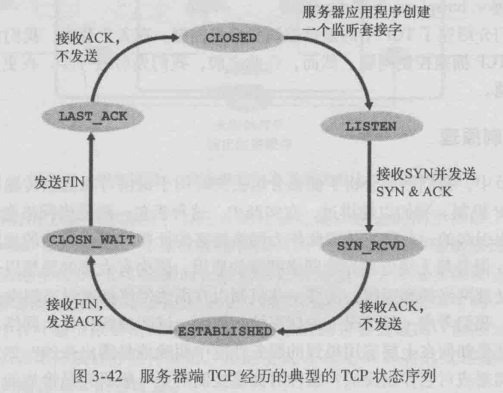 服务器应用程序创建
一个监听套接字
接收ACK，
不发送
CLOSED
LAST_ACK
LISTEN
发送FIN
接收SYN并发送
SYN & ACK
CLOSN_WAIT
SYN_RCVD
接收FIN，
发送ACK
接收ACK，
不发送
ESTABLISHED
图 3-42 服务器端 TCP 经历的典型的 TCP 状态序列